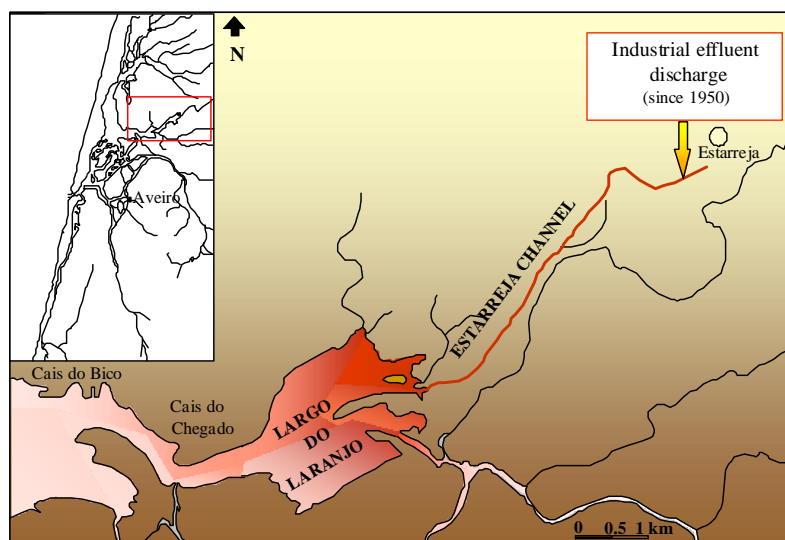 N
Industrial effluent
discharge
(since 1950)
Estarreja
Aveiro
ESTARREJA CHANNEL
Cais do Bico
Cais do
Chegado
LARGO
DO
LARANJO
0 0.5 1 km